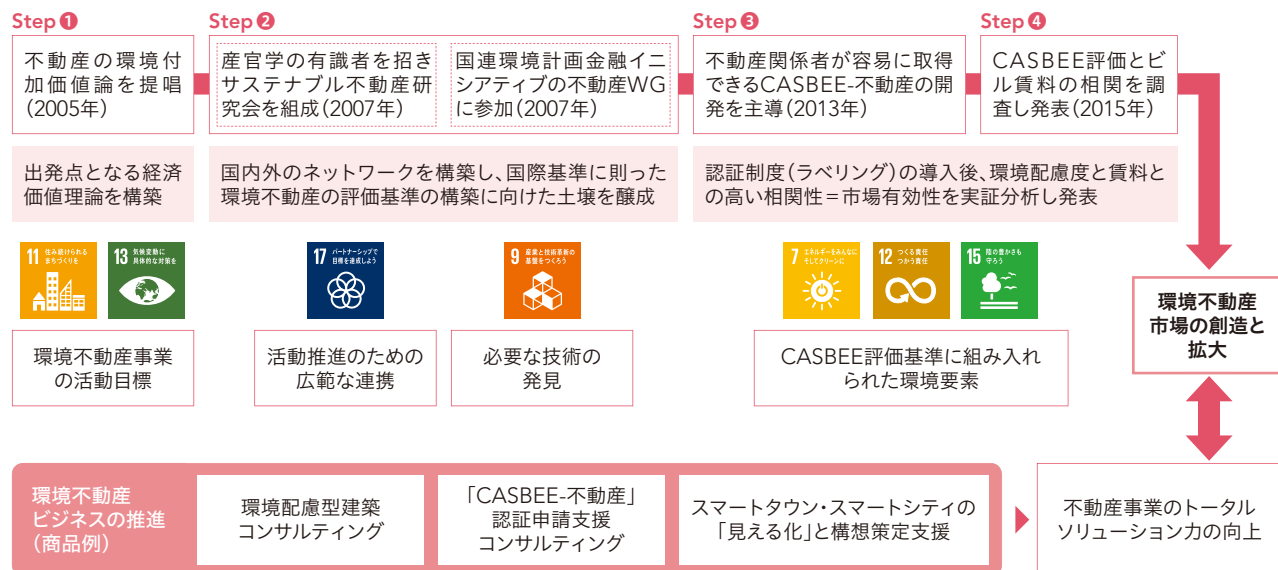 Step❶
不動産の環境付
加価値論を提唱
(2005年)
Step❷
産官学の有識者を招き
サステナブル不動産研
究会を組成(2007年)
国連環境計画金融イニ
シアティブの不動産WG
に参加(2007年)
Step❸
不動産関係者が容易に取得
できるCASBEE-不動産の開
発を主導(2013年)
Step❹
CASBEE評価とビ
ル賃料の相関を調
査し発表(2015年)
出発点となる経済
価値理論を構築
国内外のネットワークを構築し、国際基準に則った
環境不動産の評価基準の構築に向けた土壌を醸成
認証制度(ラベリング)の導入後、環境配慮度と賃料と
の高い相関性=市場有効性を実証分析し発表
11 住み続けられる
まちづくりを
13 気候変動に
具体的な対策を
17 パートナーシップで
目標を達成しよう
9 産業と技術革新の
基盤をつくろう
7 エネルギーをみんなに
そしてクリーンに
12 つくる責任
つかう責任
15 陸の豊かさも
守ろう
環境不動産事業
の活動目標
活動推進のための
広範な連携
必要な技術の
発見
CASBEE評価基準に組み入れ
られた環境要素
環境不動産
市場の創造と
拡大
環境不動産
ビジネスの推進
(商品例)
環境配慮型建築
コンサルティング
「CASBEE-不動産」
認証申請支援
コンサルティング
スマートタウン・スマートシティの
「見える化」と構想策定支援
不動産事業のトータル
ソリューション力の向上